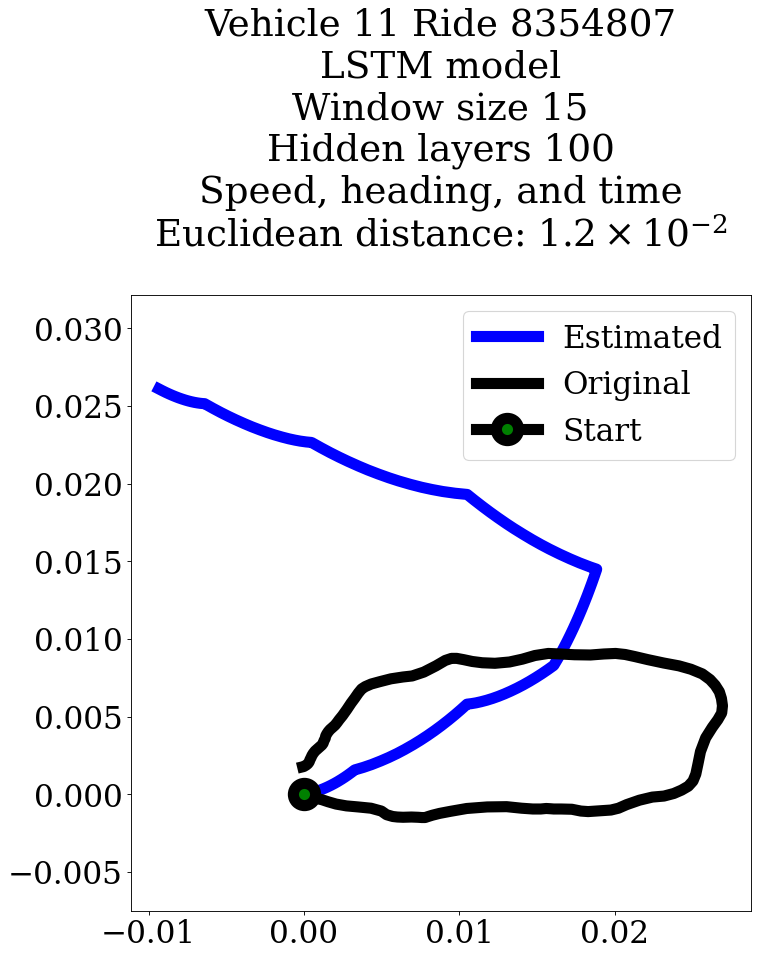 Vehicle 11 Ride 8354807
LSTM model
Window size 15
Hidden layers 100
Speed, heading, and time
Euclidean distance: 1.2 × 10⁻²
Estimated
Original
Start
0.030
0.025
0.020
0.015
0.010
0.005
0.000
−0.005
−0.01 0.00 0.01 0.02